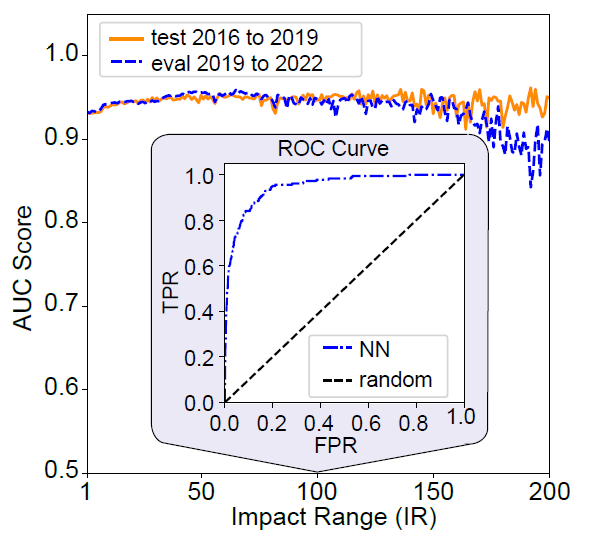 1.0
0.9
0.8
0.7
0.6
0.5
AUC Score
test 2016 to 2019
eval 2019 to 2022
ROC Curve
1.0
0.8
0.6
0.4
0.2
0.0
TPR
NN
random
0.0 0.2 0.4 0.6 0.8 1.0
FPR
1 50 100 150 200
Impact Range (IR)